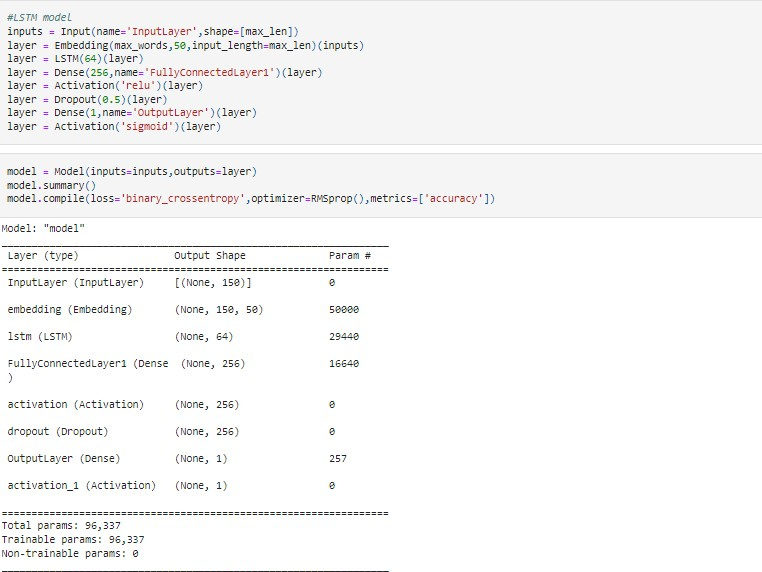 #LSTM model
inputs = Input(name='InputLayer',shape=[max_len])
layer = Embedding(max_words,50,input_length=max_len)(inputs)
layer = LSTM(64)(layer)
layer = Dense(256,name='FullyConnectedLayer1')(layer)
layer = Activation('relu')(layer)
layer = Dropout(0.5)(layer)
layer = Dense(1,name='OutputLayer')(layer)
layer = Activation('sigmoid')(layer)
model = Model(inputs=inputs,outputs=layer)
model.summary()
model.compile(loss='binary_crossentropy',optimizer=RMSprop(),metrics=['accuracy'])
Model: "model"
Layer (type) Output Shape Param #
InputLayer (InputLayer) [(None, 150)] 0
embedding (Embedding) (None, 150, 50) 50000
lstm (LSTM) (None, 64) 29440
FullyConnectedLayer1 (Dense (None, 256) 16640
)
activation (Activation) (None, 256) 0
dropout (Dropout) (None, 256) 0
OutputLayer (Dense) (None, 1) 257
activation_1 (Activation) (None, 1) 0
Total params: 96,337
Trainable params: 96,337
Non-trainable params: 0